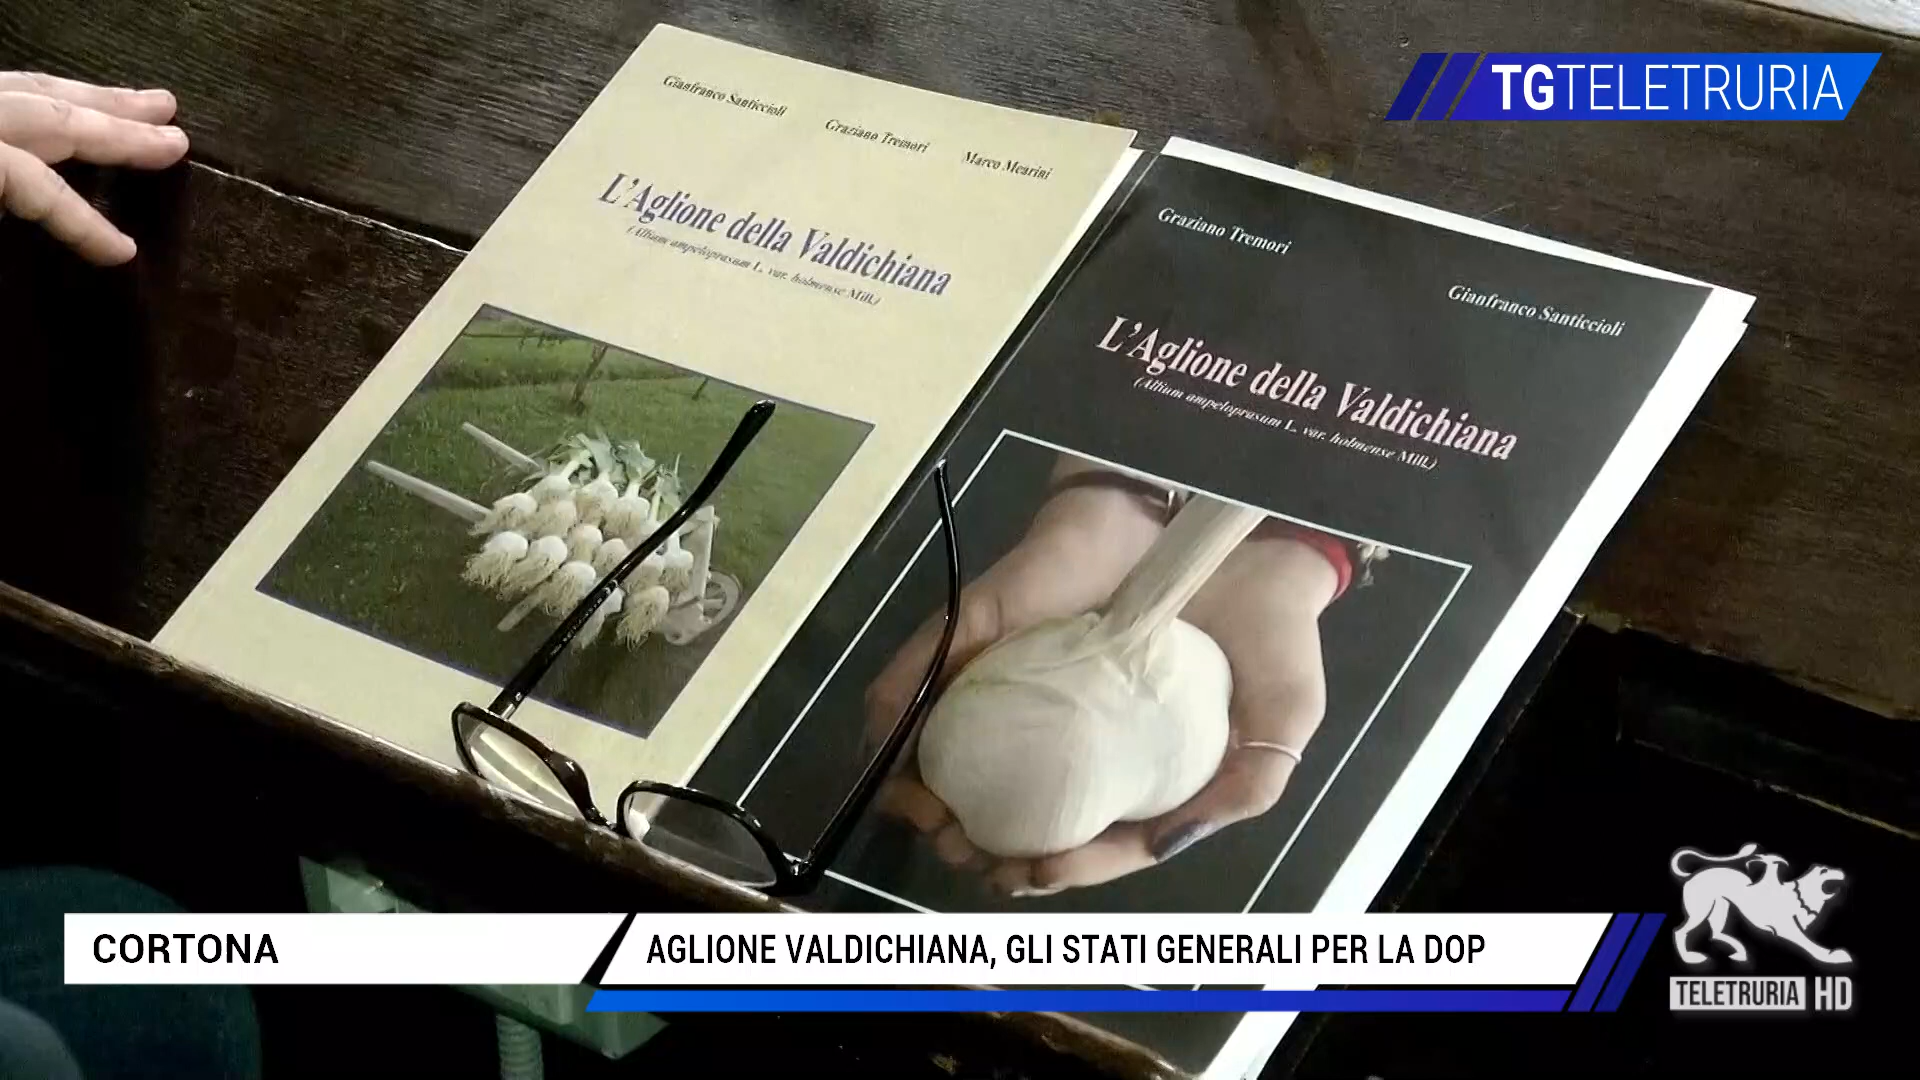 TGTELETRURIA
Gianfranco Santiccioli
Graziano Tremori
Marco Mearini
L'Aglione della Valdichiana
(Allium ampeloprasum L. var. holmense Mill.)
Graziano Tremori
Gianfranco Santiccioli
L'Aglione della Valdichiana
(Allium ampeloprasum L. var. holmense Mill.)
CORTONA
AGLIONE VALDICHIANA, GLI STATI GENERALI PER LA DOP
TELETRURIA HD